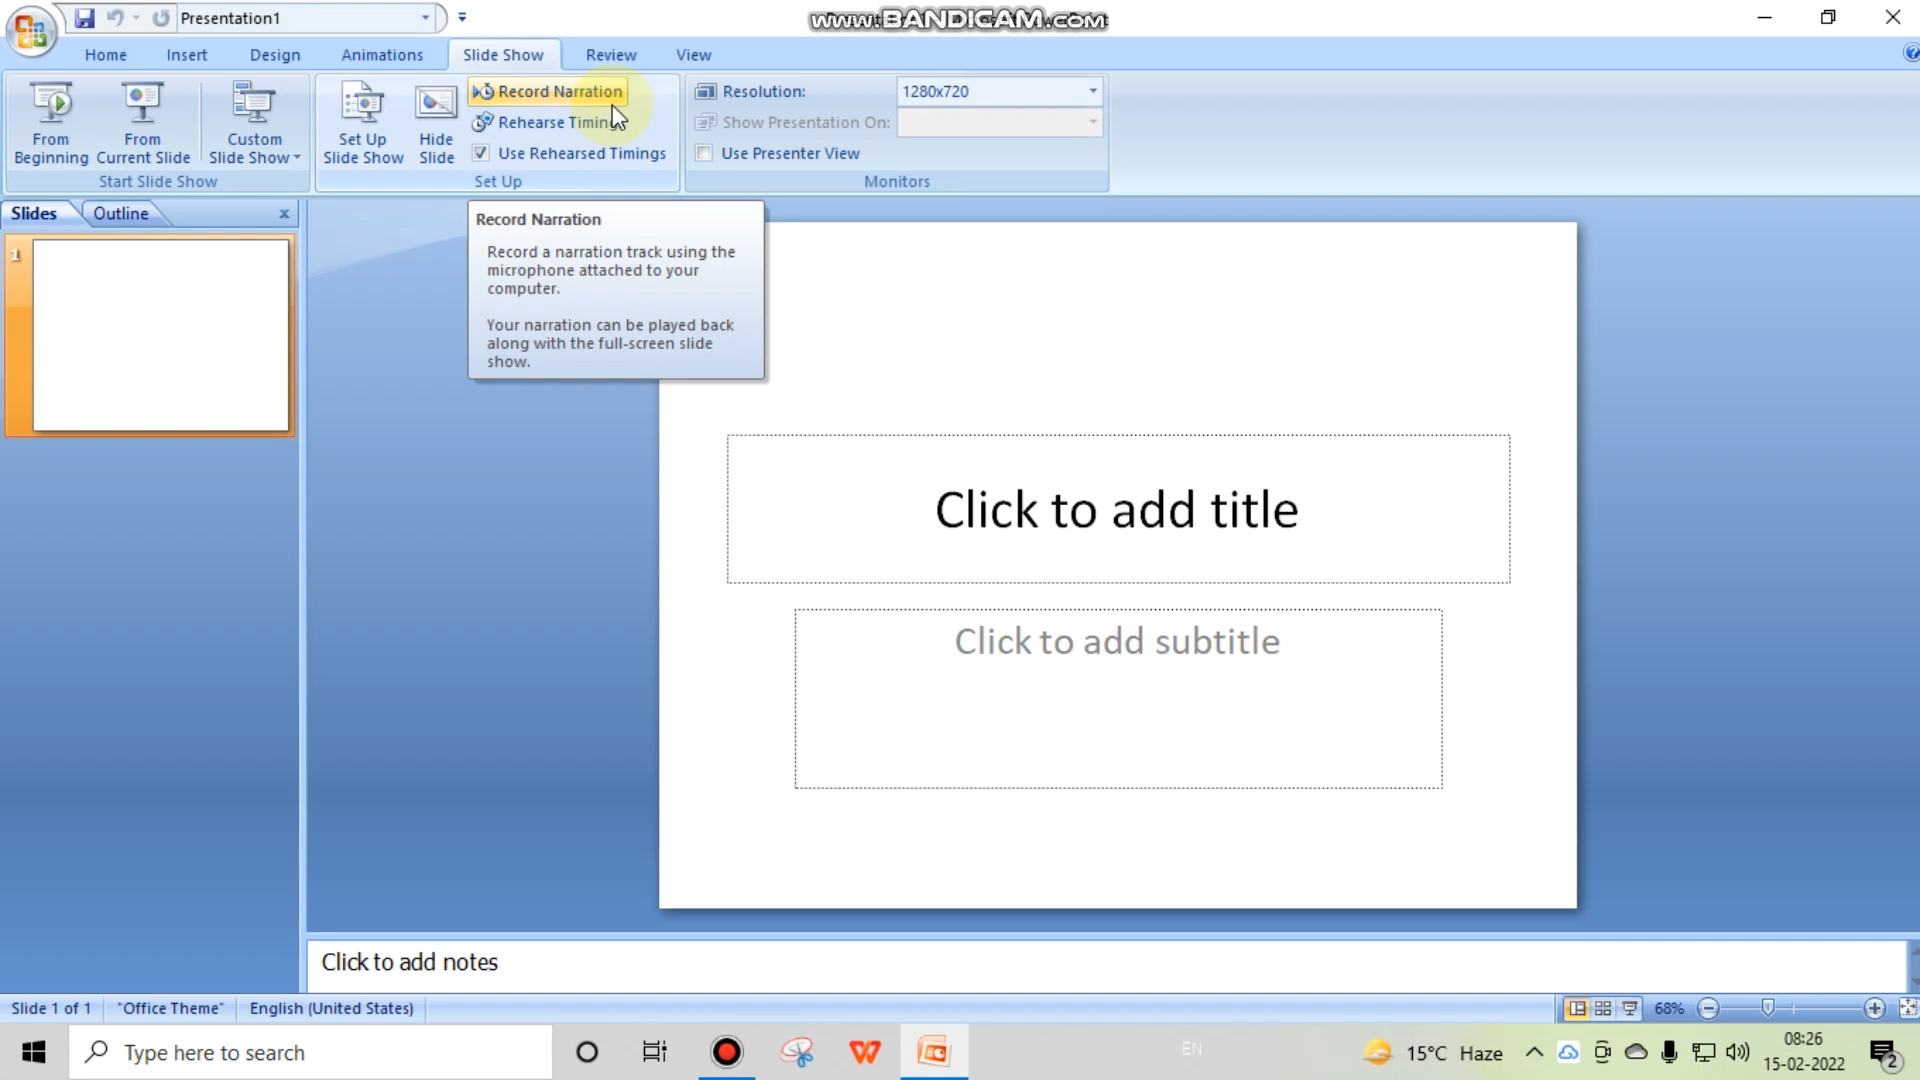 Presentation1
www.BANDICAM.com
Home Insert Design Animations Slide Show Review View
From Beginning
From Current Slide
Custom Slide Show
Start Slide Show
Set Up Slide Show
Hide Slide
Record Narration
Rehearse Timing
Use Rehearsed Timings
Set Up
Resolution: 1280x720
Show Presentation On:
Use Presenter View
Monitors
Slides Outline x
1
Record Narration
Record a narration track using the
microphone attached to your
computer.
Your narration can be played back
along with the full-screen slide
show.
Click to add title
Click to add subtitle
Click to add notes
Slide 1 of 1 "Office Theme" English (United States) 68%
Type here to search
EN
15°C Haze
08:26
15-02-2022
2